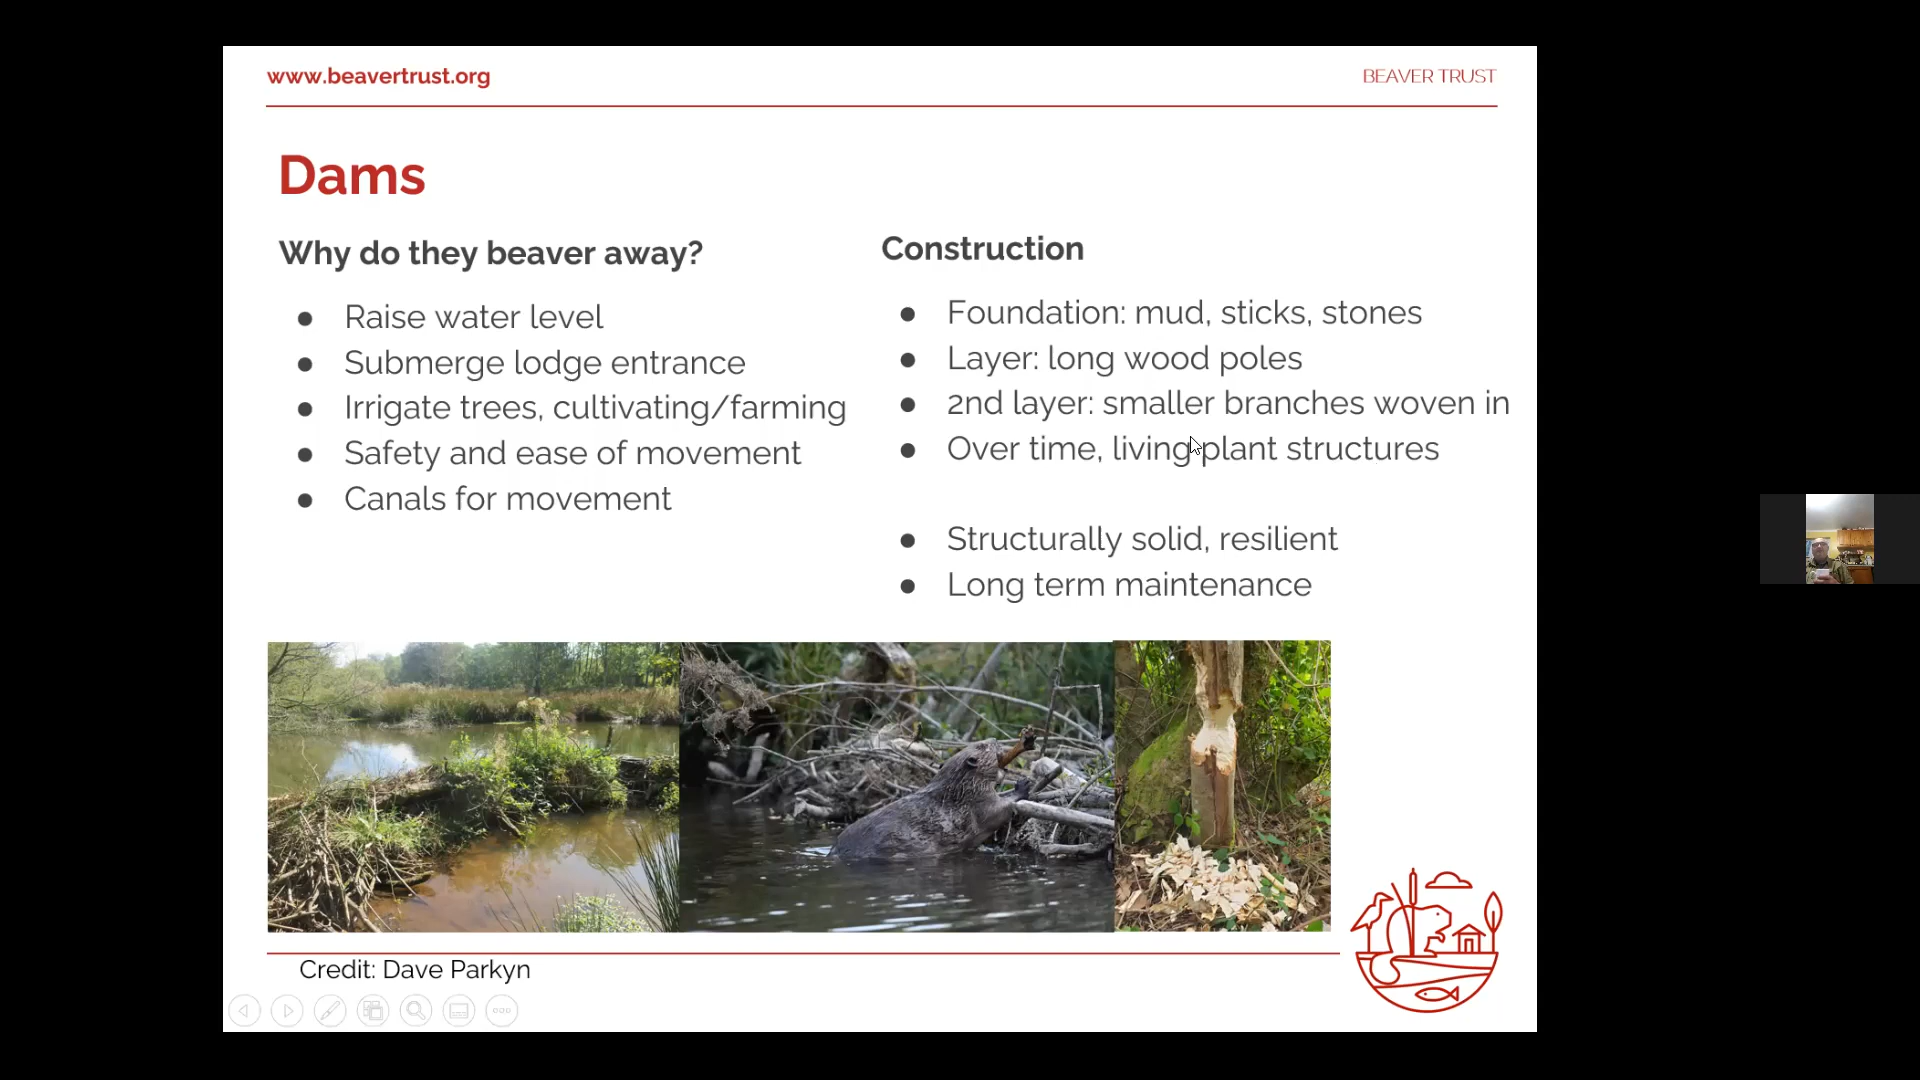 www.beavertrust.org
BEAVER TRUST
Dams
Why do they beaver away?
Raise water level
Submerge lodge entrance
Irrigate trees, cultivating/farming
Safety and ease of movement
Canals for movement
Construction
Foundation: mud, sticks, stones
Layer: long wood poles
2nd layer: smaller branches woven in
Over time, living plant structures
Structurally solid, resilient
Long term maintenance
Credit: Dave Parkyn